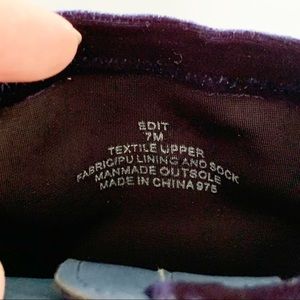 EDIT
7M
TEXTILE UPPER
FABRIC/PU LINING AND SOCK
MANMADE OUTSOLE
MADE IN CHINA 975